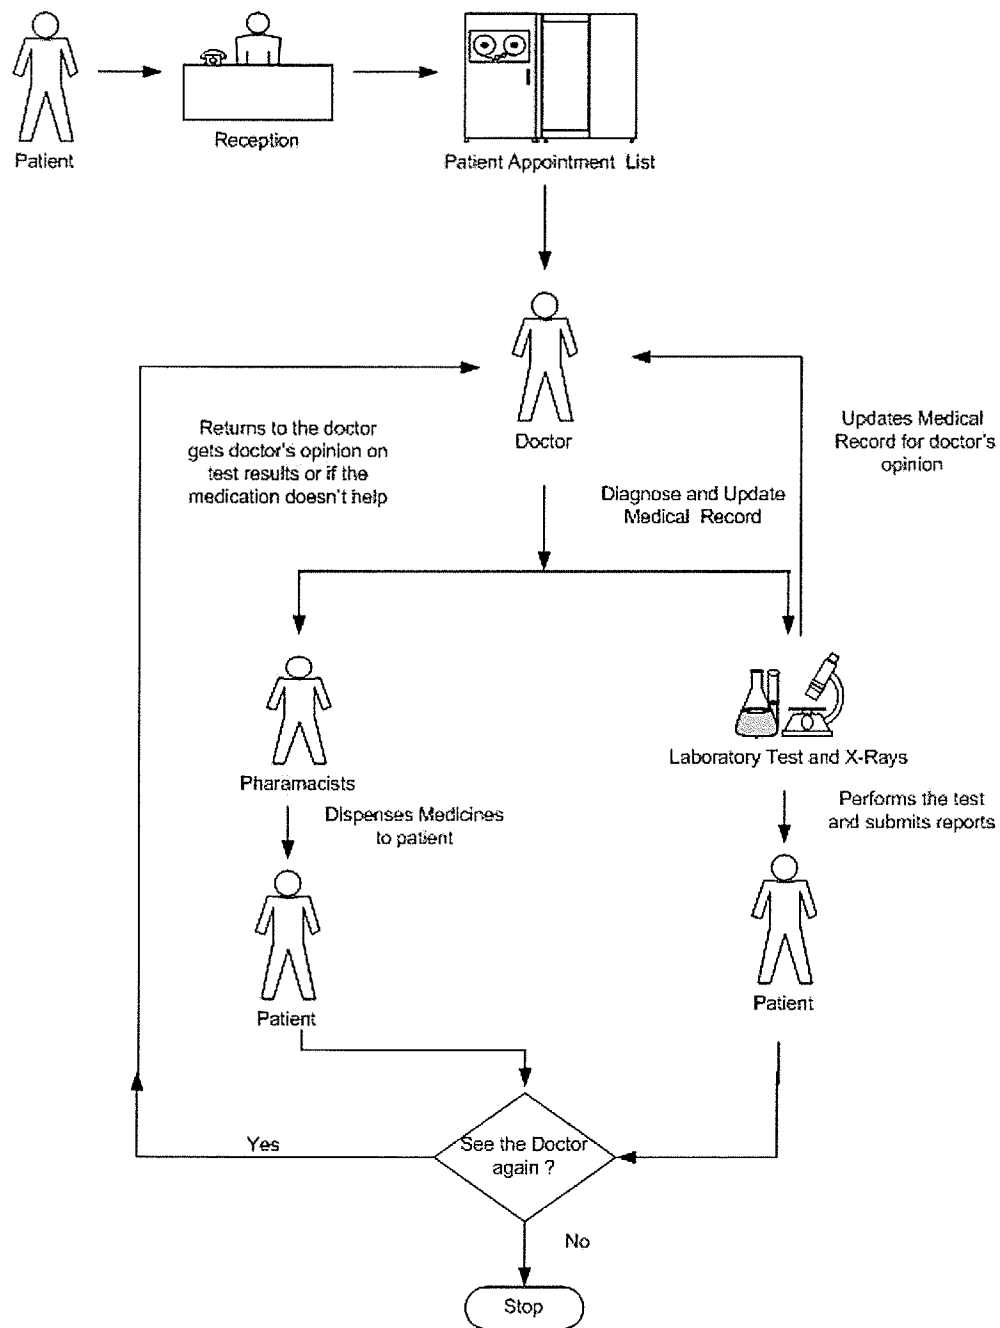 Patient
Reception
Patient Appointment List
Doctor
Returns to the doctor
gets doctor's opinion on
test results or if the
medication doesn't help
Updates Medical
Record for doctor's
opinion
Diagnose and Update
Medical Record
Pharamacists
Laboratory Test and X-Rays
Dispenses Medicines
to patient
Performs the test
and submits reports
Patient
Patient
Yes
See the Doctor
again ?
No
Stop